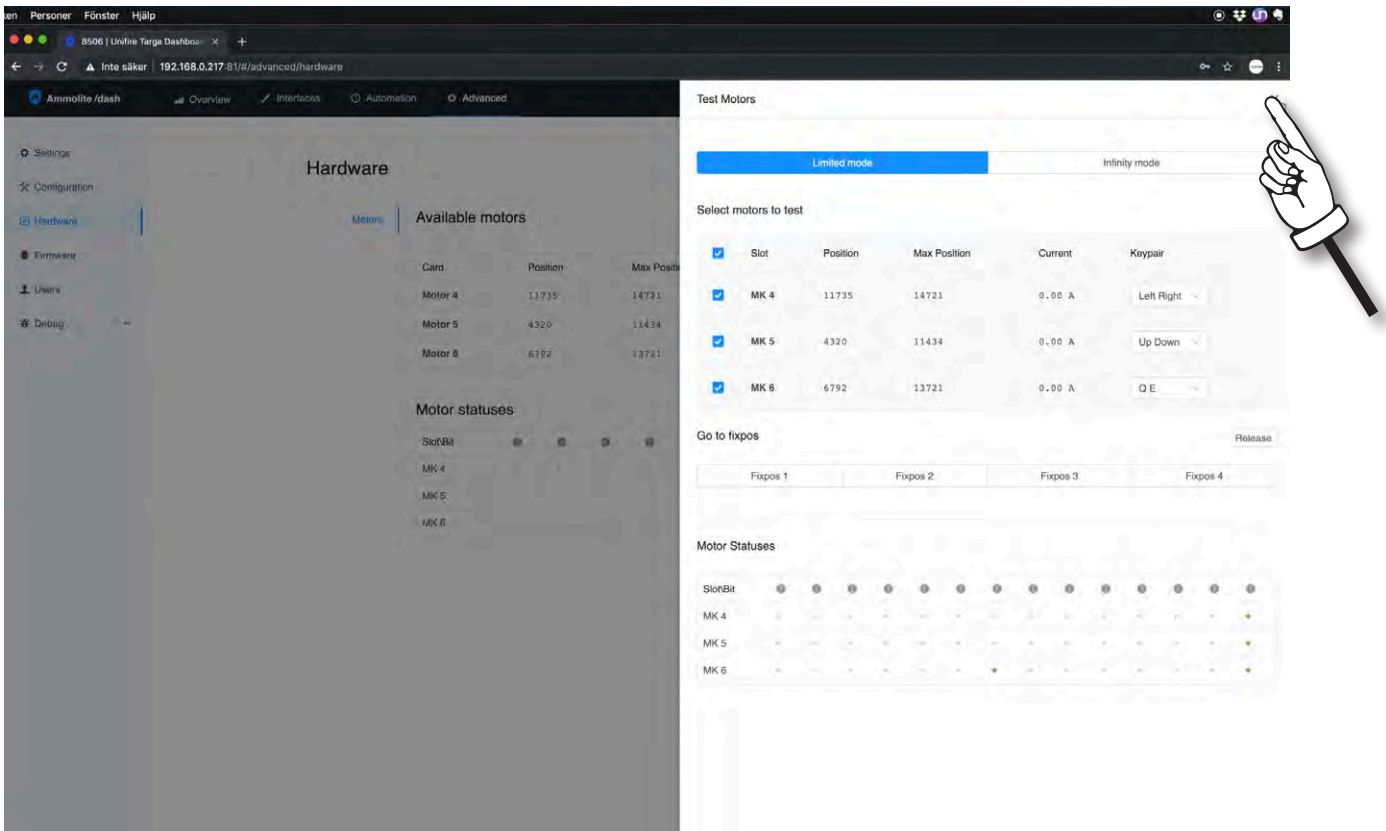 ken Personer Fönster Hjälp
8506 | Unifire Targa Dashboar × +
Inte säker 192.168.0.217:81/#/advanced/hardware
Ammolite /dash Overview Interfaces Automation Advanced
Test Motors
Settings
Configuration
Hardware
Firmware
Users
Debug
Hardware
Motors
Available motors
Card Position Max Posit
Motor 4 11735 14721
Motor 5 4320 11434
Motor 6 6792 13721
Motor statuses
Slot\Bit
MK 4
MK 5
MK 6
Limited mode Infinity mode
Select motors to test
Slot Position Max Position Current Keypair
MK 4 11735 14721 0.00 A Left Right
MK 5 4320 11434 0.00 A Up Down
MK 6 6792 13721 0.00 A Q E
Go to fixpos Release
Fixpos 1 Fixpos 2 Fixpos 3 Fixpos 4
Motor Statuses
Slot\Bit
MK 4
MK 5
MK 6